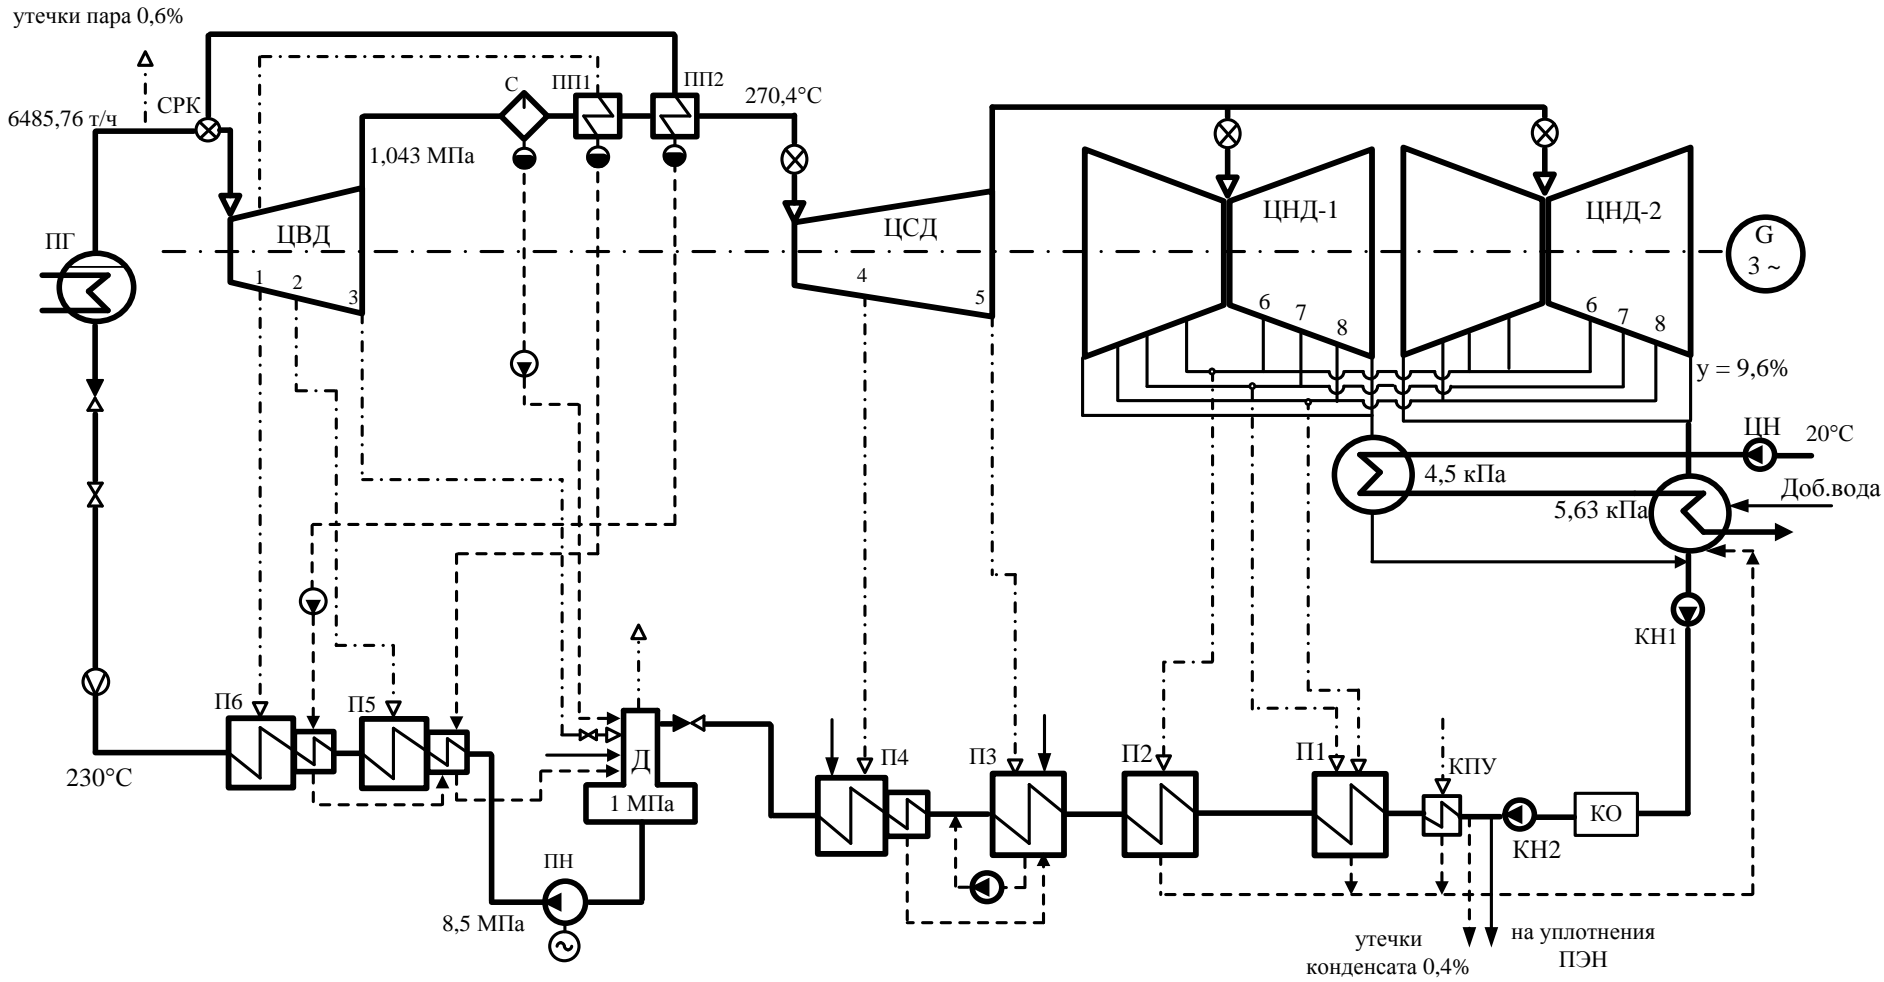 утечки пара 0,6%
СРК
6485,76 т/ч
С
ПП1
ПП2
270,4°С
1,043 МПа
ПГ
ЦВД
1
2
3
ЦСД
4
5
ЦНД-1
6
7
8
ЦНД-2
6
7
8
G
3 ~
у = 9,6%
ЦН
20°С
4,5 кПа
Доб.вода
5,63 кПа
КН1
П6
П5
230°С
Д
1 МПа
ПН
8,5 МПа
П4
П3
П2
П1
КПУ
КН2
КО
утечки
конденсата 0,4%
на уплотнения
ПЭН